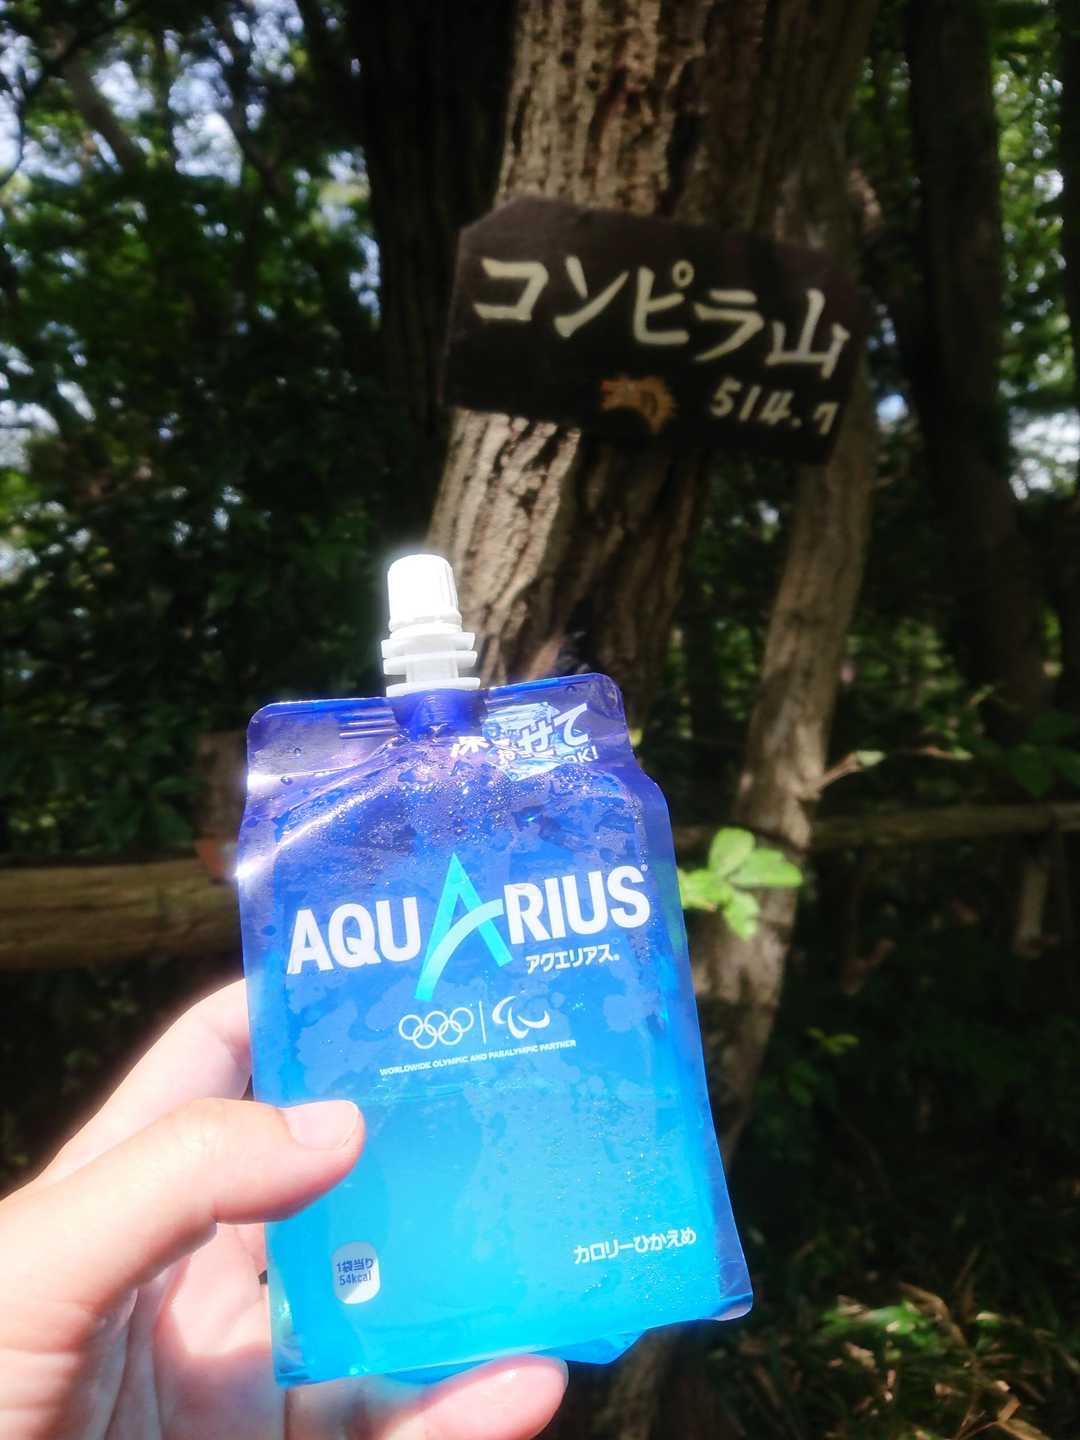 コンピラ山
514.7
AQUARIUS
アクエリアス®
WORLDWIDE OLYMPIC AND PARALYMPIC PARTNER
カロリーひかえめ
1袋当り
54kcal